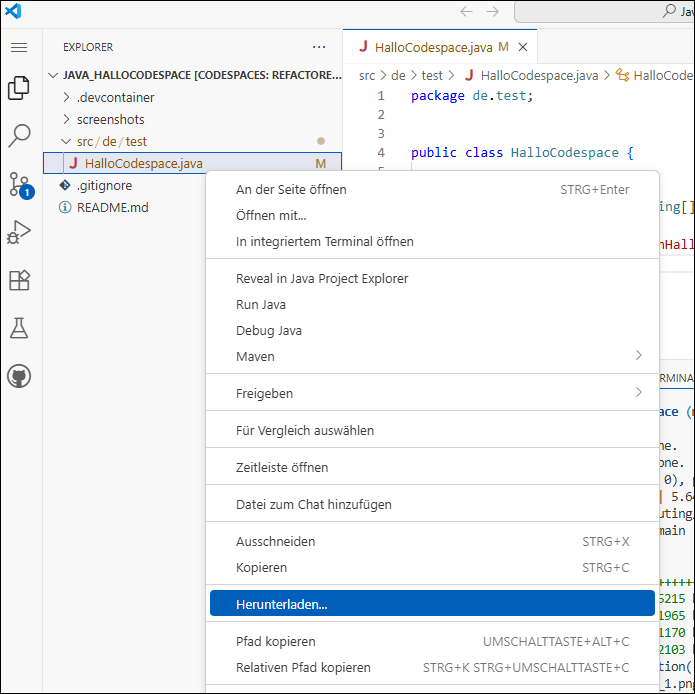 Jav
EXPLORER
HalloCodespace.java M
JAVA_HALLOCODESPACE [CODESPACES: REFACTORE...
src > de > test > HalloCodespace.java > HalloCode
.devcontainer
1 package de.test;
screenshots
2
src / de / test
3
HalloCodespace.java M
4 public class HalloCodespace {
.gitignore
1
README.md
An der Seite öffnen STRG+Enter
ing[]
Öffnen mit...
In integriertem Terminal öffnen
nHall
Reveal in Java Project Explorer
Run Java
Debug Java
Maven
ERMINA
Freigeben
ace (m
Für Vergleich auswählen
ne.
one.
Zeitleiste öffnen
0), p
5.64
Datei zum Chat hinzufügen
uting.
main
Ausschneiden STRG+X
Kopieren STRG+C
++++++
Herunterladen...
5215
1965
Pfad kopieren UMSCHALTTASTE+ALT+C
1170
2103
Relativen Pfad kopieren STRG+K STRG+UMSCHALTTASTE+C
tion(
_1.png